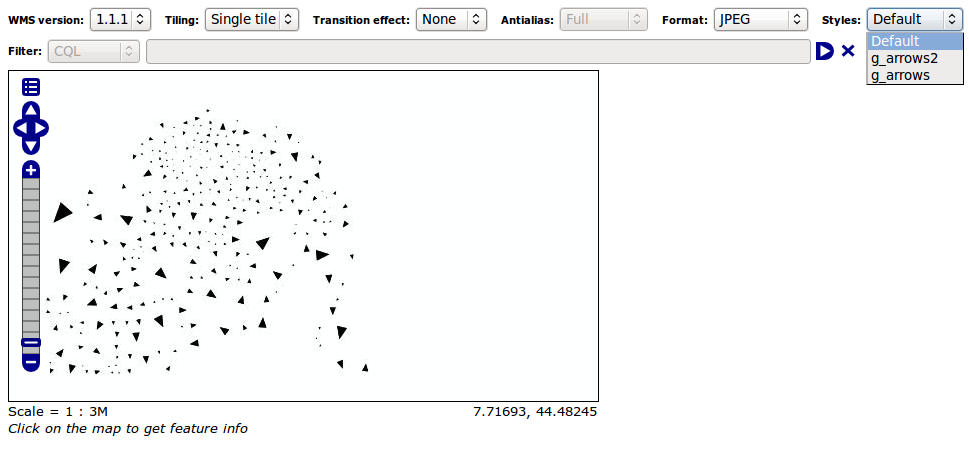 WMS version: 1.1.1 Tiling: Single tile Transition effect: None Antialias: Full Format: JPEG Styles: Default
Filter: CQL
Default
g_arrows2
g_arrows
Scale = 1 : 3M 7.71693, 44.48245
Click on the map to get feature info